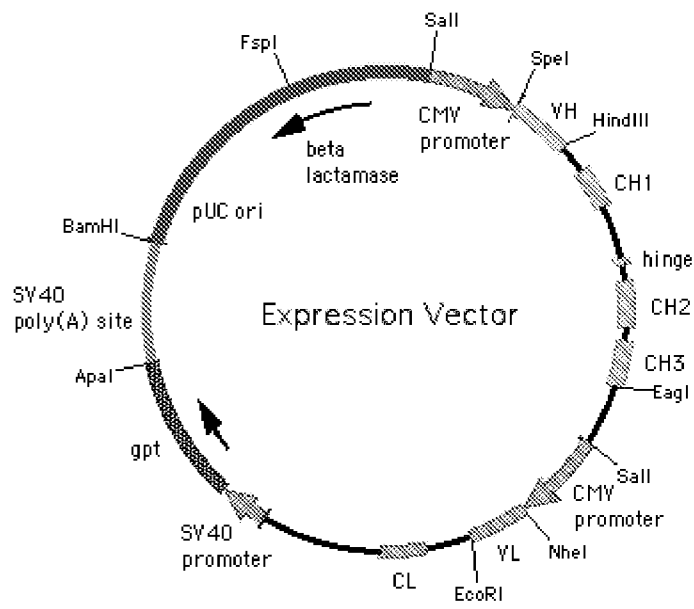 SalI
FspI
SpeI
CMV
promoter
VH
HindIII
beta
lactamase
CH1
pUC ori
BamHI
hinge
SV40
poly(A) site
Expression Vector
CH2
CH3
ApaI
EagI
gpt
SalI
CMV
promoter
SV40
promoter
NheI
VL
CL
EcoRI